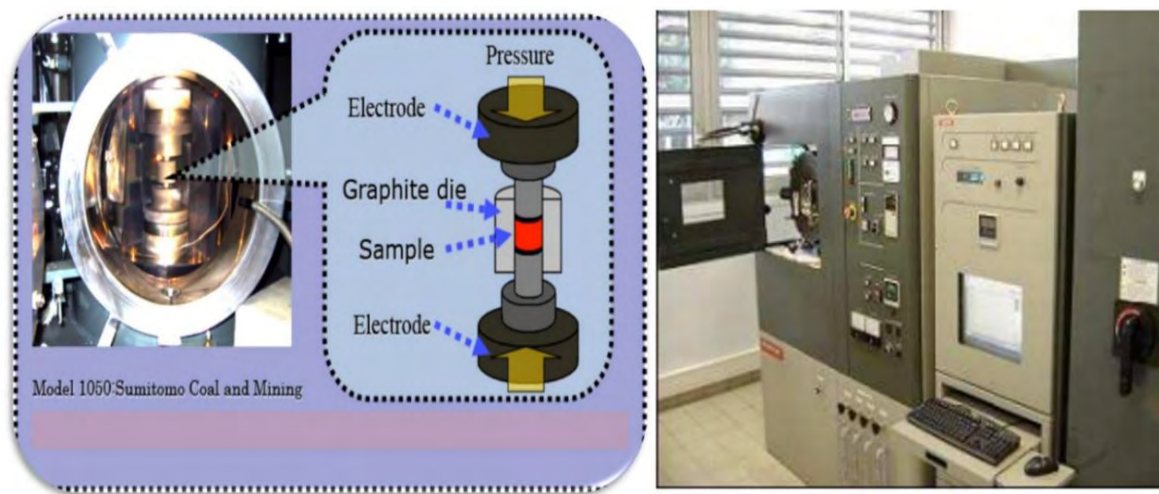 Pressure
Electrode
Graphite die
Sample
Electrode
Model 1050 Sumitomo Coal and Mining